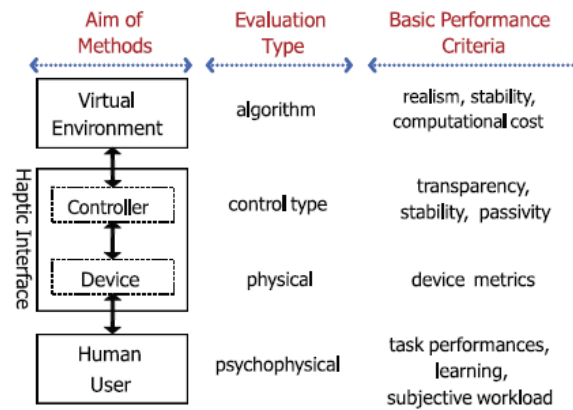 Aim of
Methods
Evaluation
Type
Basic Performance
Criteria
Virtual
Environment
algorithm
realism, stability,
computational cost
Haptic Interface
Controller
control type
transparency,
stability, passivity
Device
physical
device metrics
Human
User
psychophysical
task performances,
learning,
subjective workload